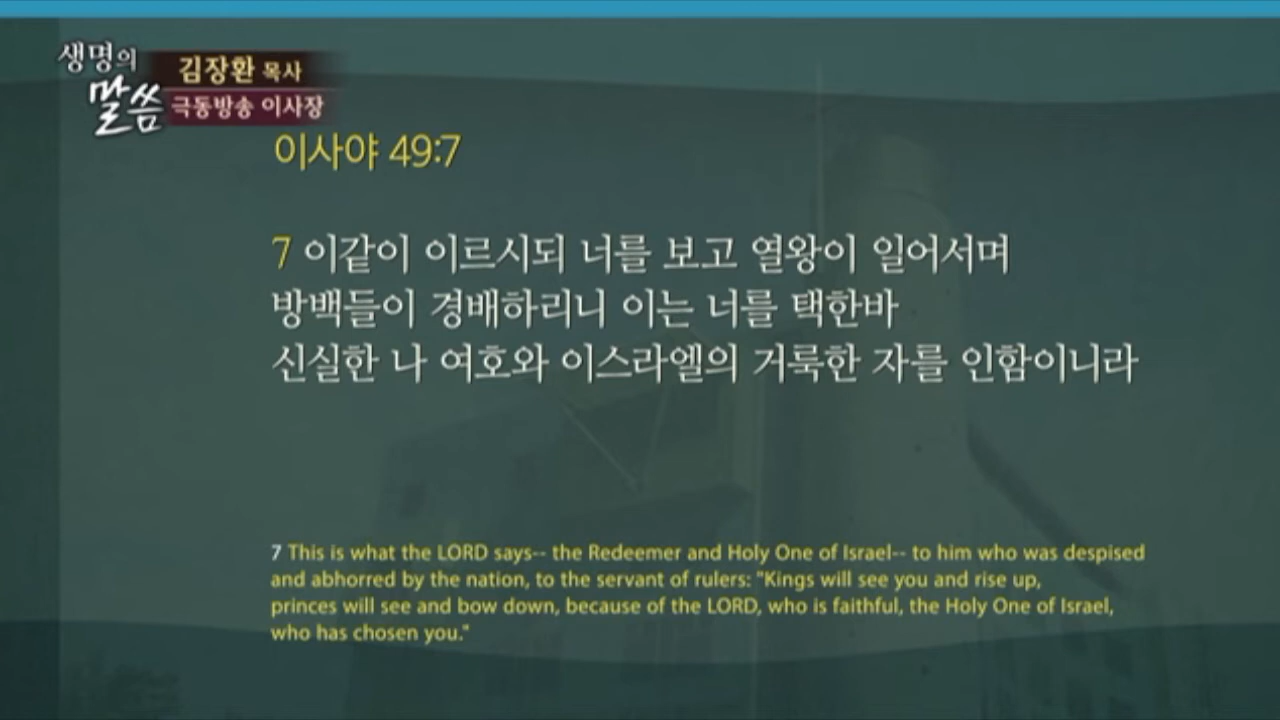 생명의
말씀
김장환 목사
극동방송 이사장
이사야 49:7
7 이같이 이르시되 너를 보고 열왕이 일어서며
방백들이 경배하리니 이는 너를 택한바
신실한 나 여호와 이스라엘의 거룩한 자를 인함이니라
7 This is what the LORD says-- the Redeemer and Holy One of Israel-- to him who was despised
and abhorred by the nation, to the servant of rulers: "Kings will see you and rise up,
princes will see and bow down, because of the LORD, who is faithful, the Holy One of Israel,
who has chosen you."